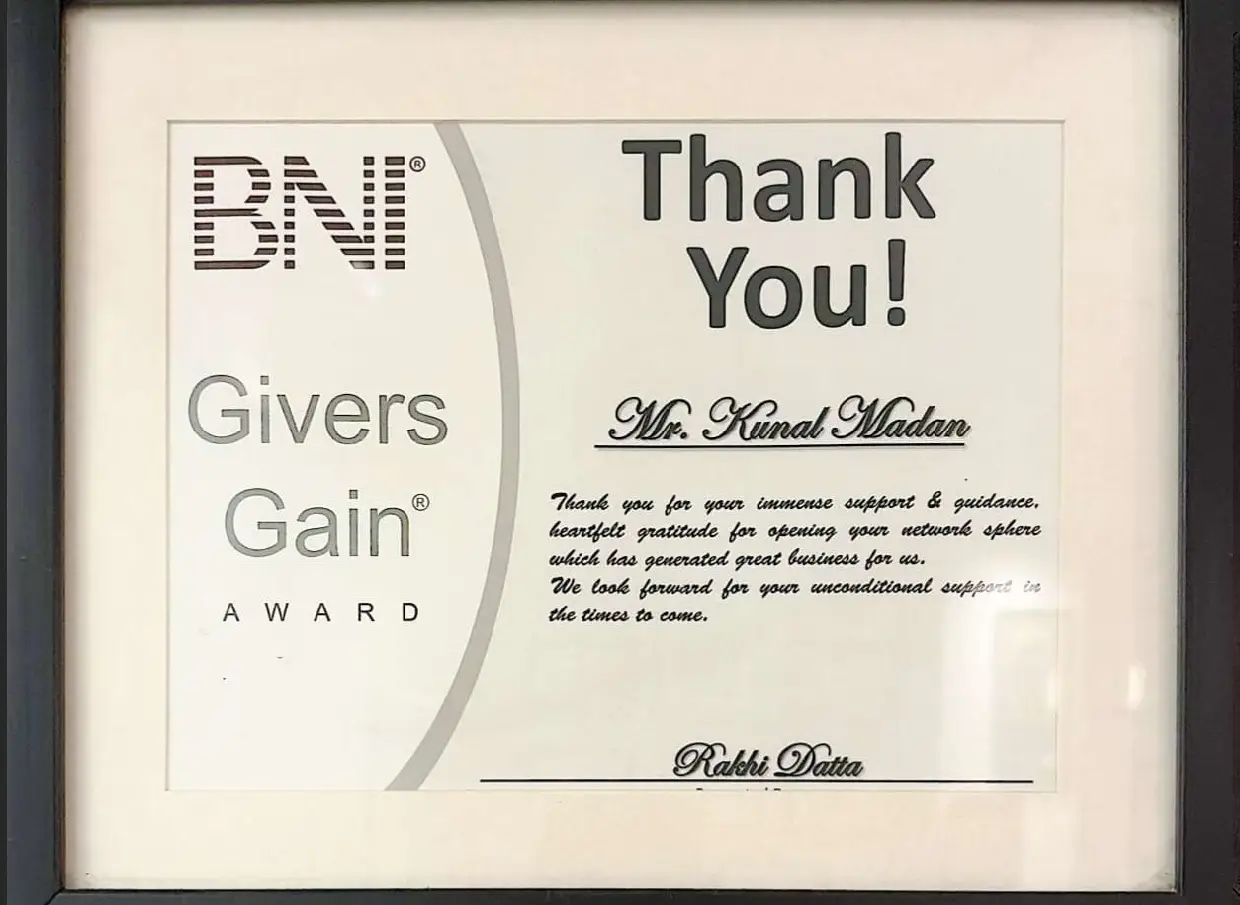 BNI®
Givers
Gain®
AWARD
Thank
You!
Mr. Kunal Madan
Thank you for your immense support & guidance,
heartfelt gratitude for opening your network sphere
which has generated great business for us.
We look forward for your unconditional support in
the times to come.
Rakhi Datta